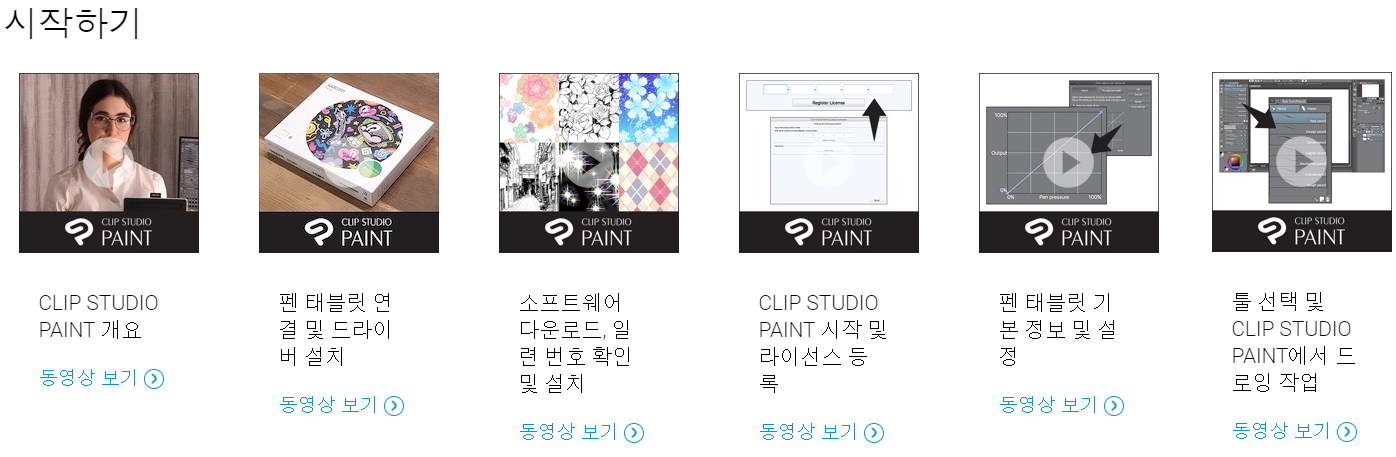 시작하기
CLIP STUDIO
PAINT
CLIP STUDIO
PAINT
CLIP STUDIO
PAINT
Register License
CLIP STUDIO
PAINT
100%
Output
0%
0%
Pen pressure
100%
CLIP STUDIO
PAINT
CLIP STUDIO
PAINT
CLIP STUDIO
PAINT 개요
동영상 보기
펜 태블릿 연
결 및 드라이
버 설치
동영상 보기
소프트웨어
다운로드, 일
련 번호 확인
및 설치
동영상 보기
CLIP STUDIO
PAINT 시작 및
라이선스 등
록
동영상 보기
펜 태블릿 기
본 정보 및 설
정
동영상 보기
툴 선택 및
CLIP STUDIO
PAINT에서 드
로잉 작업
동영상 보기